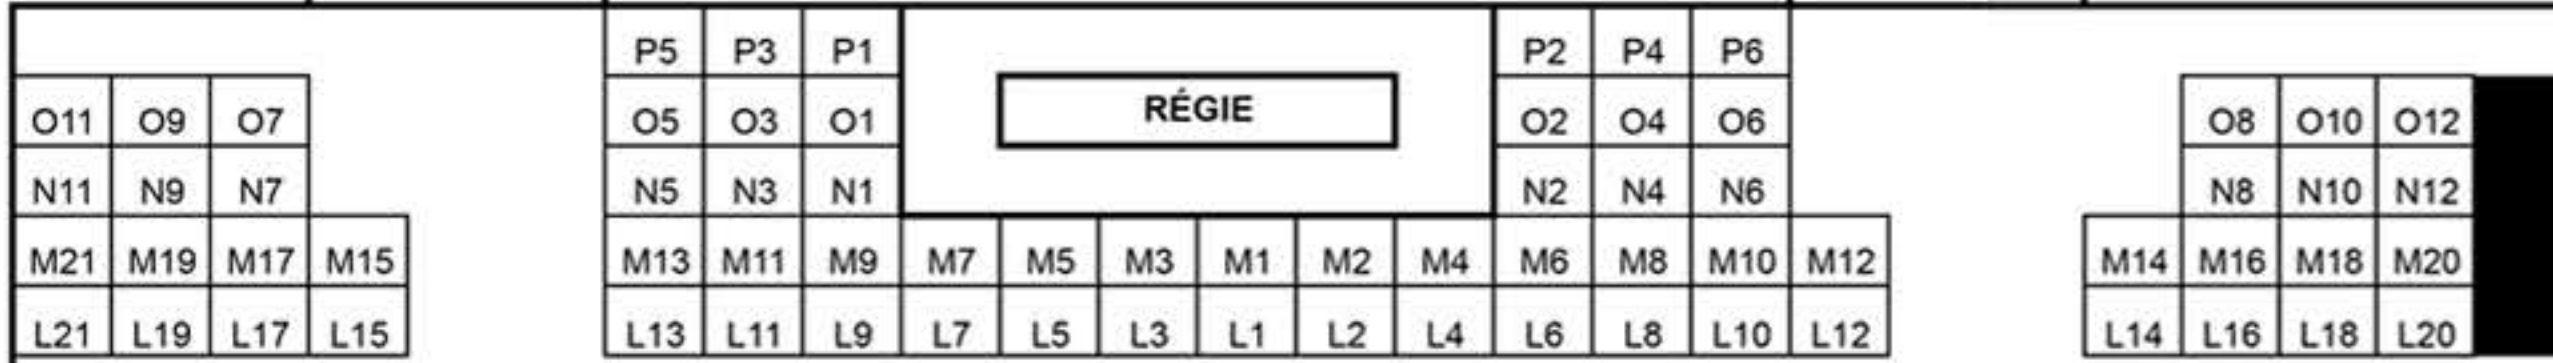 P5 P3 P1 P2 P4 P6
RÉGIE
O11 O9 O7 O5 O3 O1 O2 O4 O6 O8 O10 O12
N11 N9 N7 N5 N3 N1 N2 N4 N6 N8 N10 N12
M21 M19 M17 M15 M13 M11 M9 M7 M5 M3 M1 M2 M4 M6 M8 M10 M12 M14 M16 M18 M20
L21 L19 L17 L15 L13 L11 L9 L7 L5 L3 L1 L2 L4 L6 L8 L10 L12 L14 L16 L18 L20